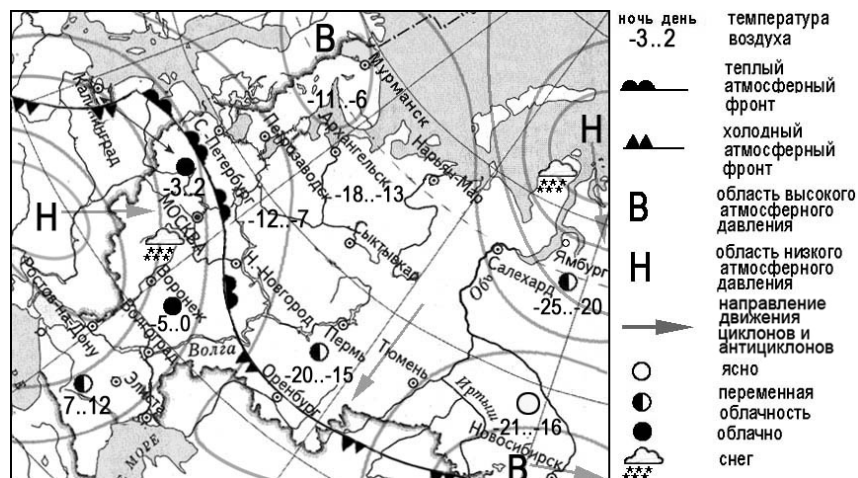 В
Мурманск
-11..-6
Калининград
С.-Петербург
Петрозаводск
Архангельск
Нарьян-Мар
Н
-3..2
-18..-13
Н
МОСКВА
-12..-7
Сыктывкар
Ямбург
Салехард
Обь
-25..-20
Воронеж
Н.-Новгород
Ростов-на-Дону
-5..0
Волгоград
Волга
Пермь
-20..-15
Тюмень
Оренбург
Иртыш
7..12
Элиста
-21..-16
Новосибирск
МОРЕ
В
ночь день
-3..2
температура
воздуха
теплый
атмосферный
фронт
холодный
атмосферный
фронт
В
область высокого
атмосферного
давления
Н
область низкого
атмосферного
давления
направление
движения
циклонов и
антициклонов
ясно
переменная
облачность
облачно
снег